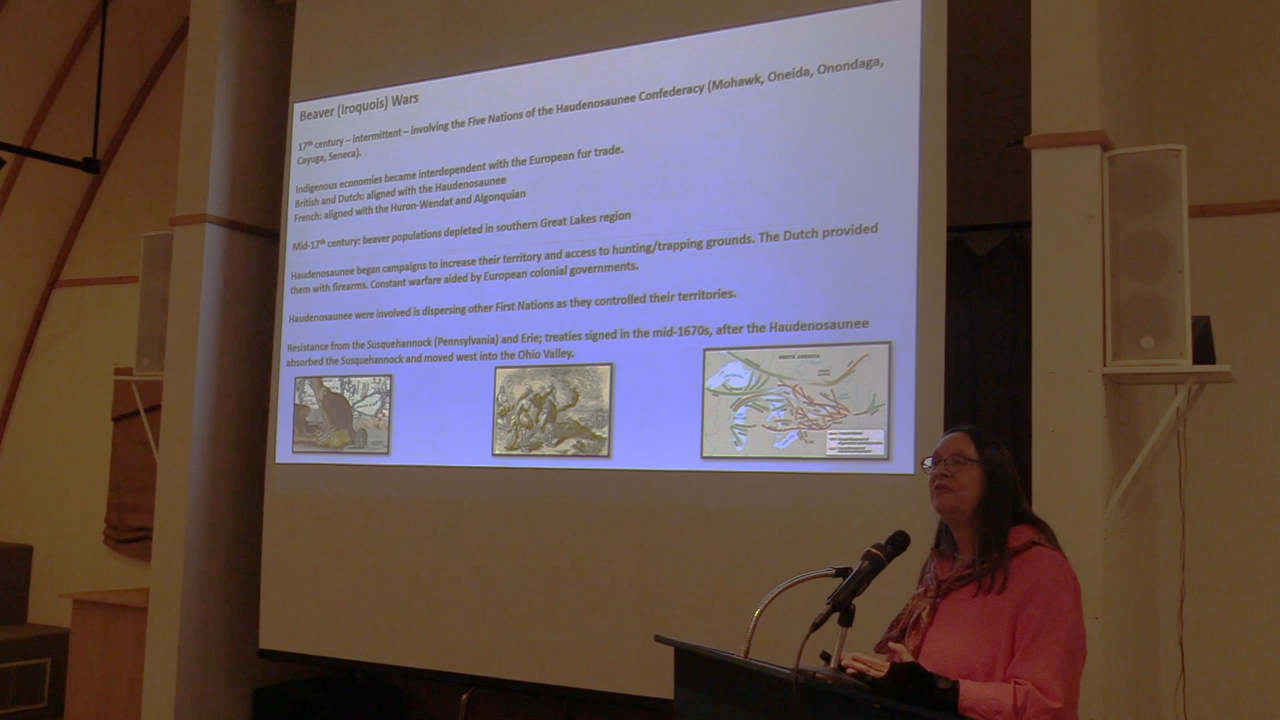 Beaver (Iroquois) Wars
17th century – intermittent – involving the Five Nations of the Haudenosaunee Confederacy (Mohawk, Oneida, Onondaga,
Cayuga, Seneca).
Indigenous economies became interdependent with the European fur trade.
British and Dutch: aligned with the Haudenosaunee
French: aligned with the Huron-Wendat and Algonquian
Mid-17th century: beaver populations depleted in southern Great Lakes region
Haudenosaunee began campaigns to increase their territory and access to hunting/trapping grounds. The Dutch provided
them with firearms. Constant warfare aided by European colonial governments.
Haudenosaunee were involved is dispersing other First Nations as they controlled their territories.
Resistance from the Susquehannock (Pennsylvania) and Erie; treaties signed in the mid-1670s, after the Haudenosaunee
absorbed the Susquehannock and moved west into the Ohio Valley.
NORTH AMERICA